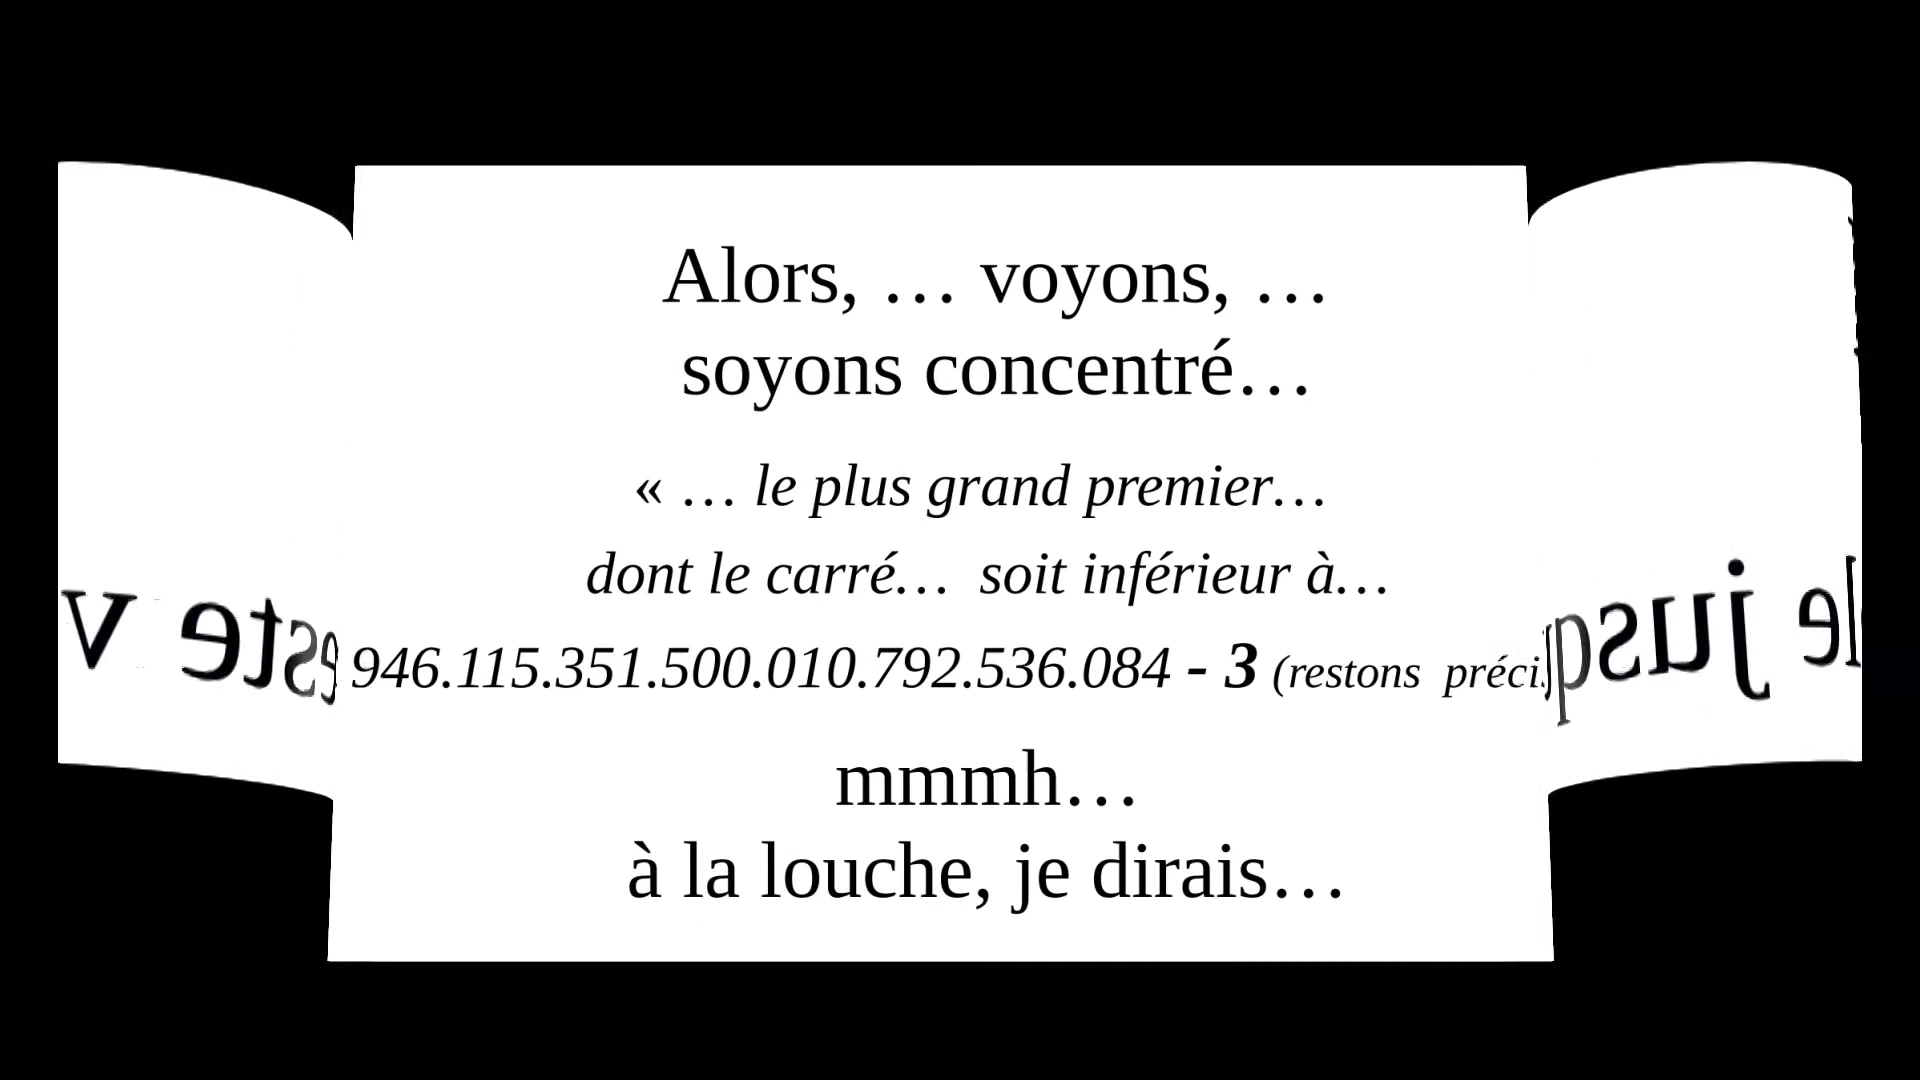 Alors, … voyons, …
soyons concentré…
« … le plus grand premier…
dont le carré… soit inférieur à…
946.115.351.500.010.792.536.084 - 3 (restons préci
mmmh…
à la louche, je dirais…